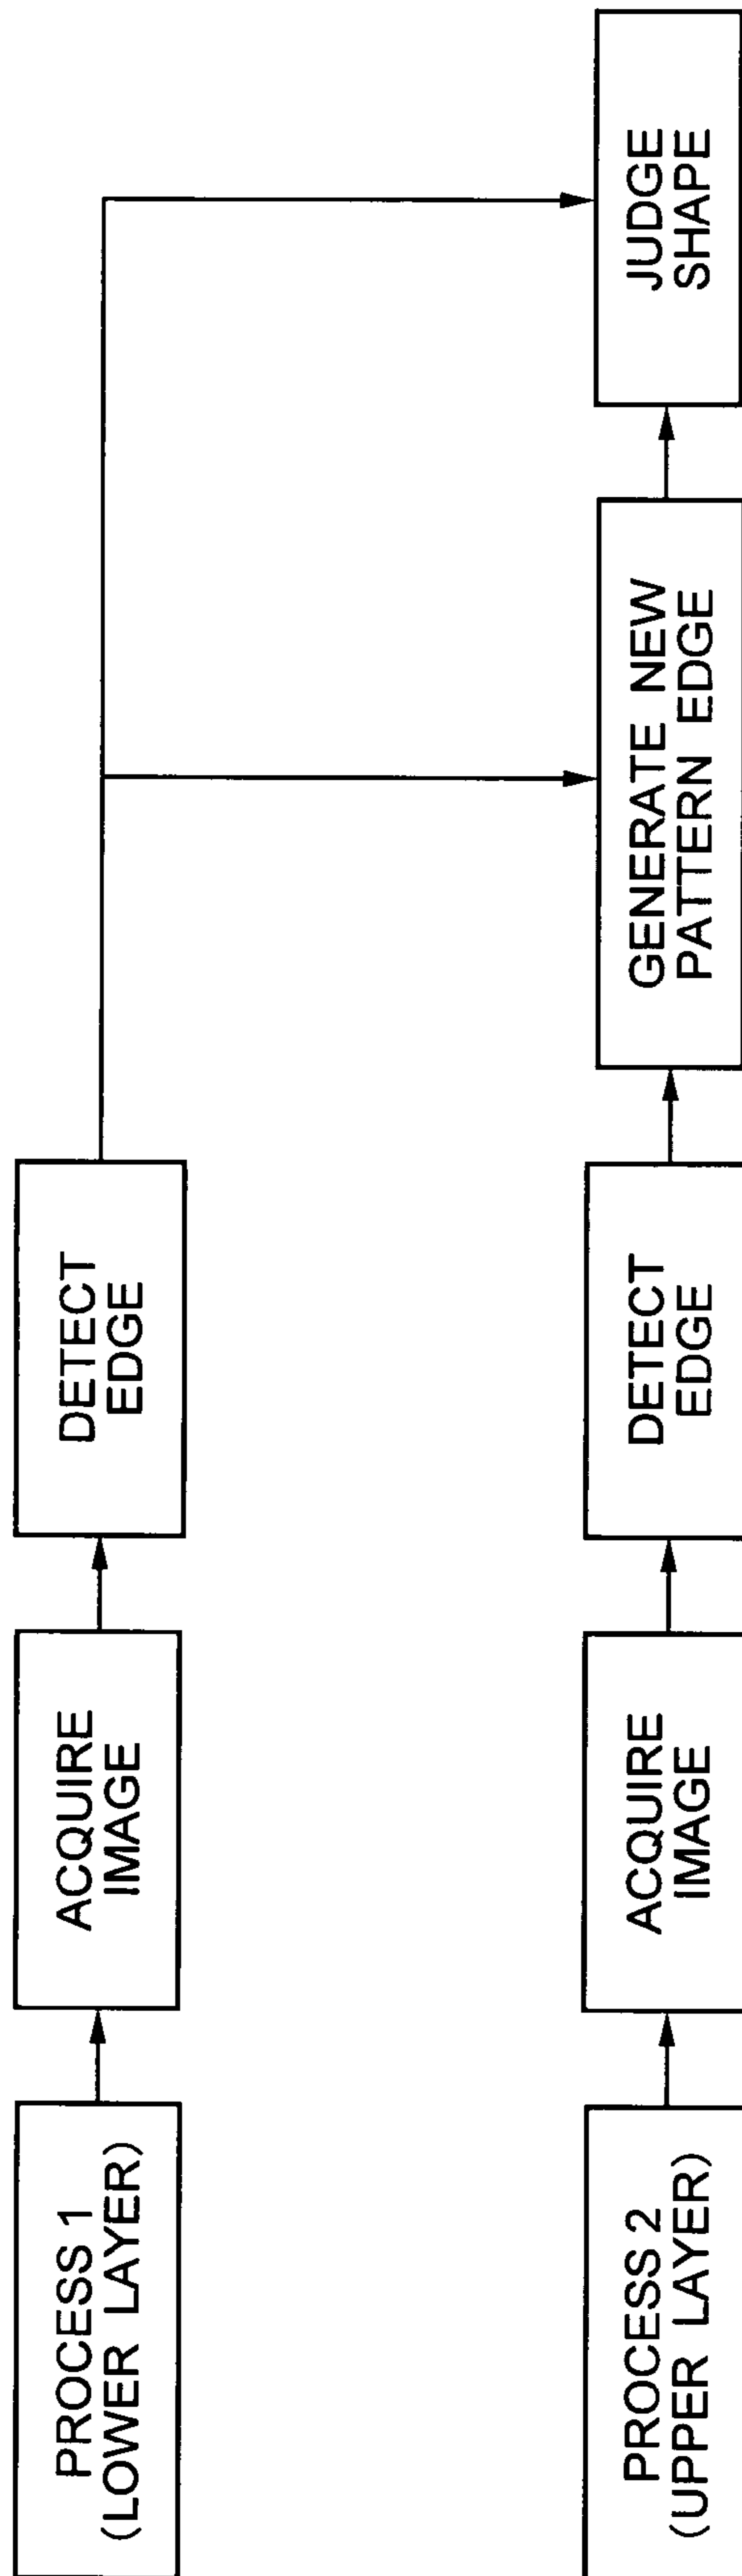 PROCESS 1
(LOWER LAYER)
ACQUIRE
IMAGE
DETECT
EDGE
PROCESS 2
(UPPER LAYER)
ACQUIRE
IMAGE
DETECT
EDGE
GENERATE NEW
PATTERN EDGE
JUDGE
SHAPE